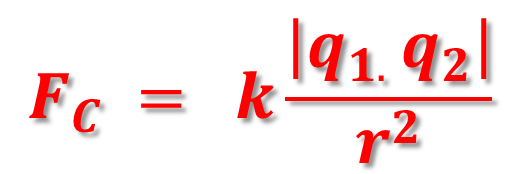 F_C = k |q_1. q_2| / r^2